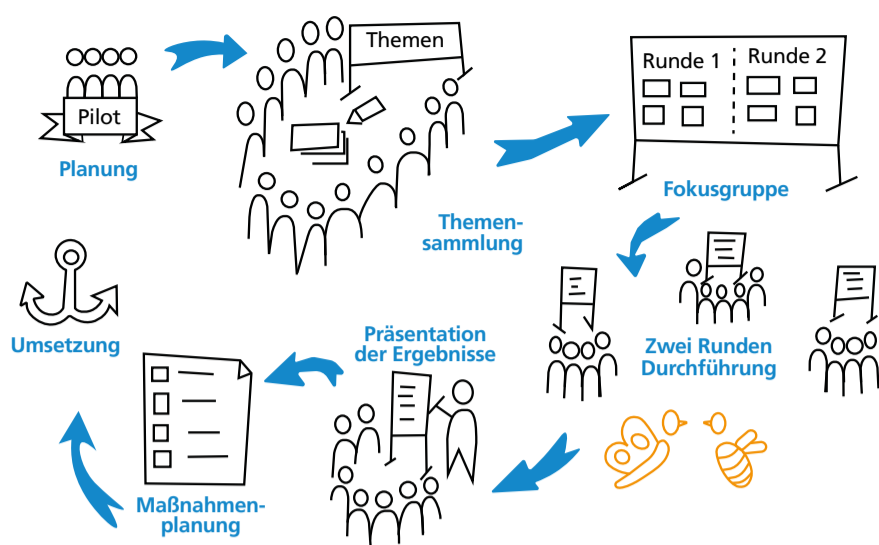 Pilot
Planung
Themen
Themen-
sammlung
Runde 1
Runde 2
Fokusgruppe
Zwei Runden
Durchführung
Präsentation
der Ergebnisse
Maßnahmen-
planung
Umsetzung